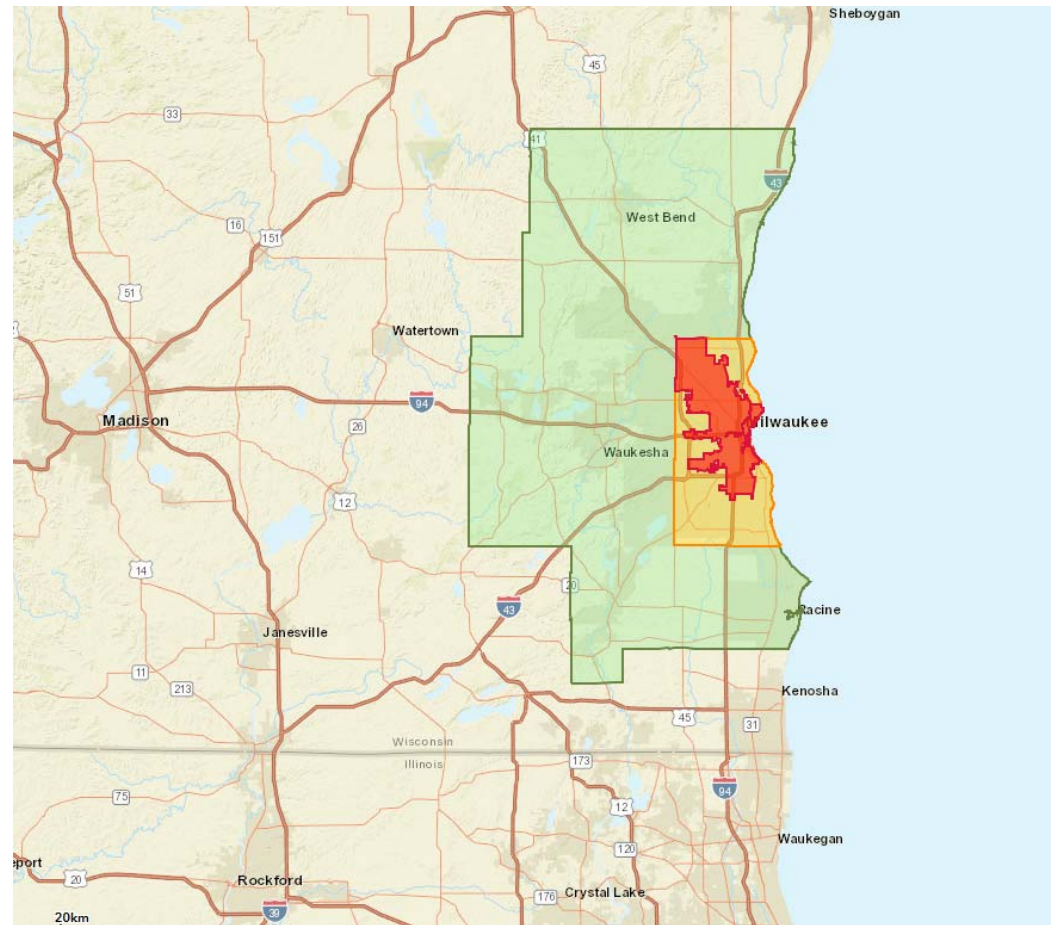 Sheboygan
45
33
41
43
16
West Bend
151
51
Watertown
94
Madison
26
ilwaukee
Waukesha
12
14
20
43
Racine
Janesville
11
213
Kenosha
45
31
Wisconsin
Illinois
173
94
75
12
Waukegan
120
eport
20
Rockford
176
Crystal Lake
39
20km